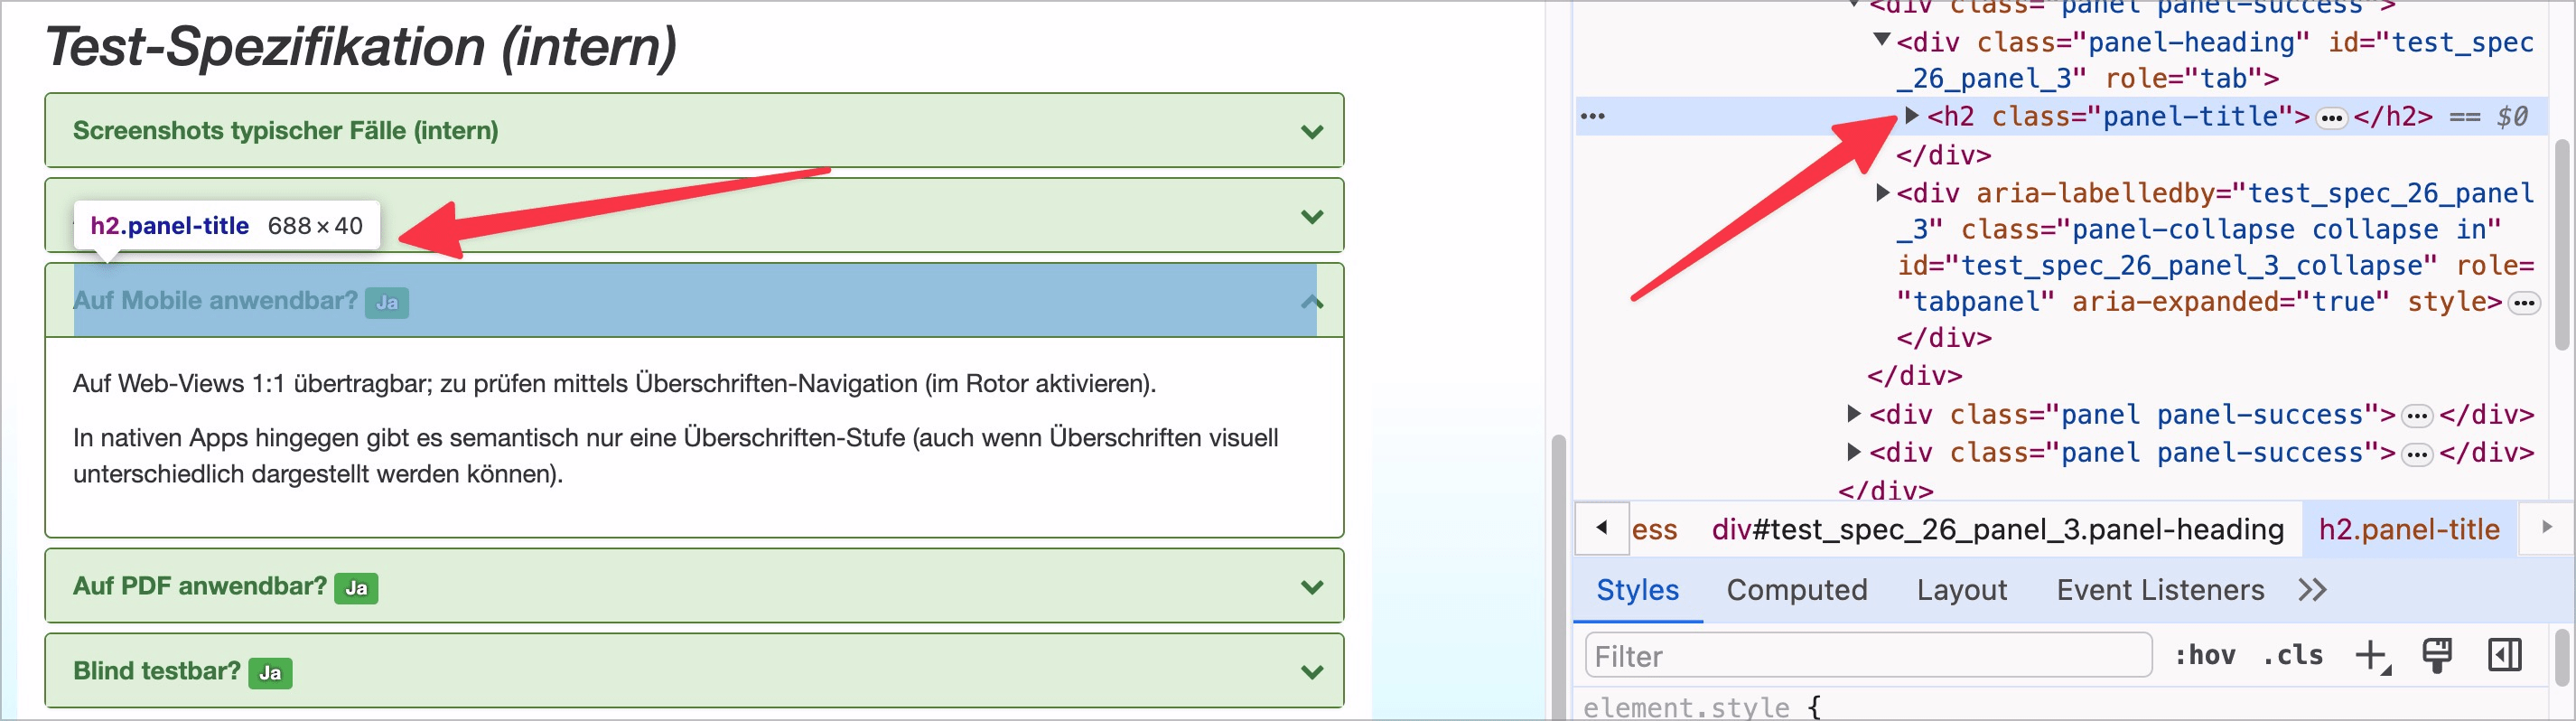 Test-Spezifikation (intern)
Screenshots typischer Fälle (intern)
h2.panel-title 688 × 40
Auf Mobile anwendbar? Ja
Auf Web-Views 1:1 übertragbar; zu prüfen mittels Überschriften-Navigation (im Rotor aktivieren).
In nativen Apps hingegen gibt es semantisch nur eine Überschriften-Stufe (auch wenn Überschriften visuell
unterschiedlich dargestellt werden können).
Auf PDF anwendbar? Ja
Blind testbar? Ja
<div class="panel panel-success">
<div class="panel-heading" id="test_spec
_26_panel_3" role="tab">
<h2 class="panel-title">…</h2> == $0
</div>
<div aria-labelledby="test_spec_26_panel
_3" class="panel-collapse collapse in"
id="test_spec_26_panel_3_collapse" role=
"tabpanel" aria-expanded="true" style>…
</div>
</div>
<div class="panel panel-success">…</div>
<div class="panel panel-success">…</div>
</div>
ess div#test_spec_26_panel_3.panel-heading h2.panel-title
Styles Computed Layout Event Listeners
Filter :hov .cls
element.style {